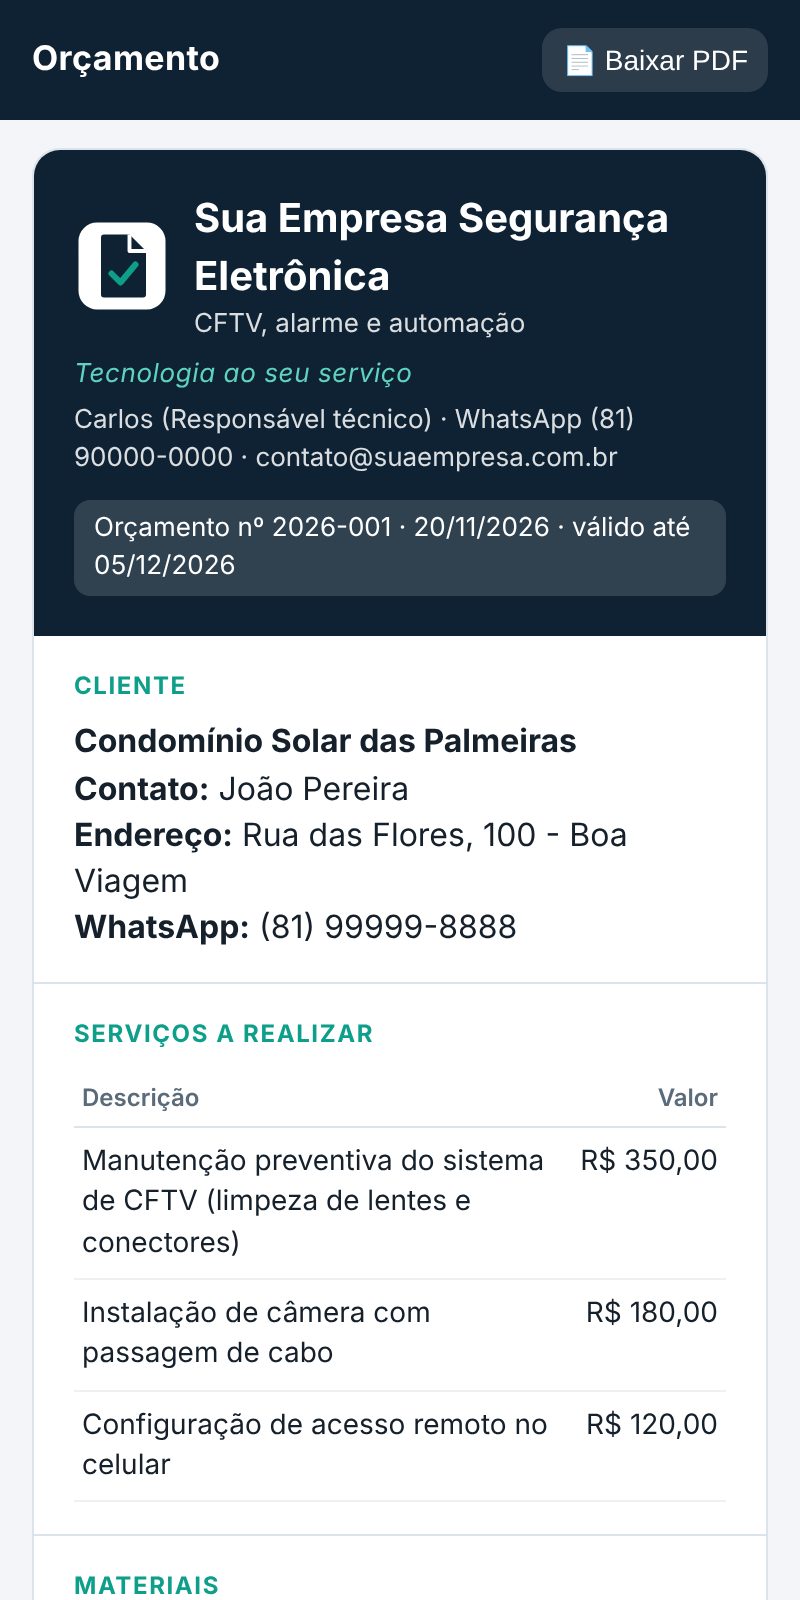 Orçamento
📄 Baixar PDF
Sua Empresa Segurança
Eletrônica
CFTV, alarme e automação
Tecnologia ao seu serviço
Carlos (Responsável técnico) · WhatsApp (81)
90000-0000 · contato@suaempresa.com.br
Orçamento nº 2026-001 · 20/11/2026 · válido até
05/12/2026
CLIENTE
Condomínio Solar das Palmeiras
Contato: João Pereira
Endereço: Rua das Flores, 100 - Boa
Viagem
WhatsApp: (81) 99999-8888
SERVIÇOS A REALIZAR
Descrição Valor
Manutenção preventiva do sistema R$ 350,00
de CFTV (limpeza de lentes e
conectores)
Instalação de câmera com R$ 180,00
passagem de cabo
Configuração de acesso remoto no R$ 120,00
celular
MATERIAIS